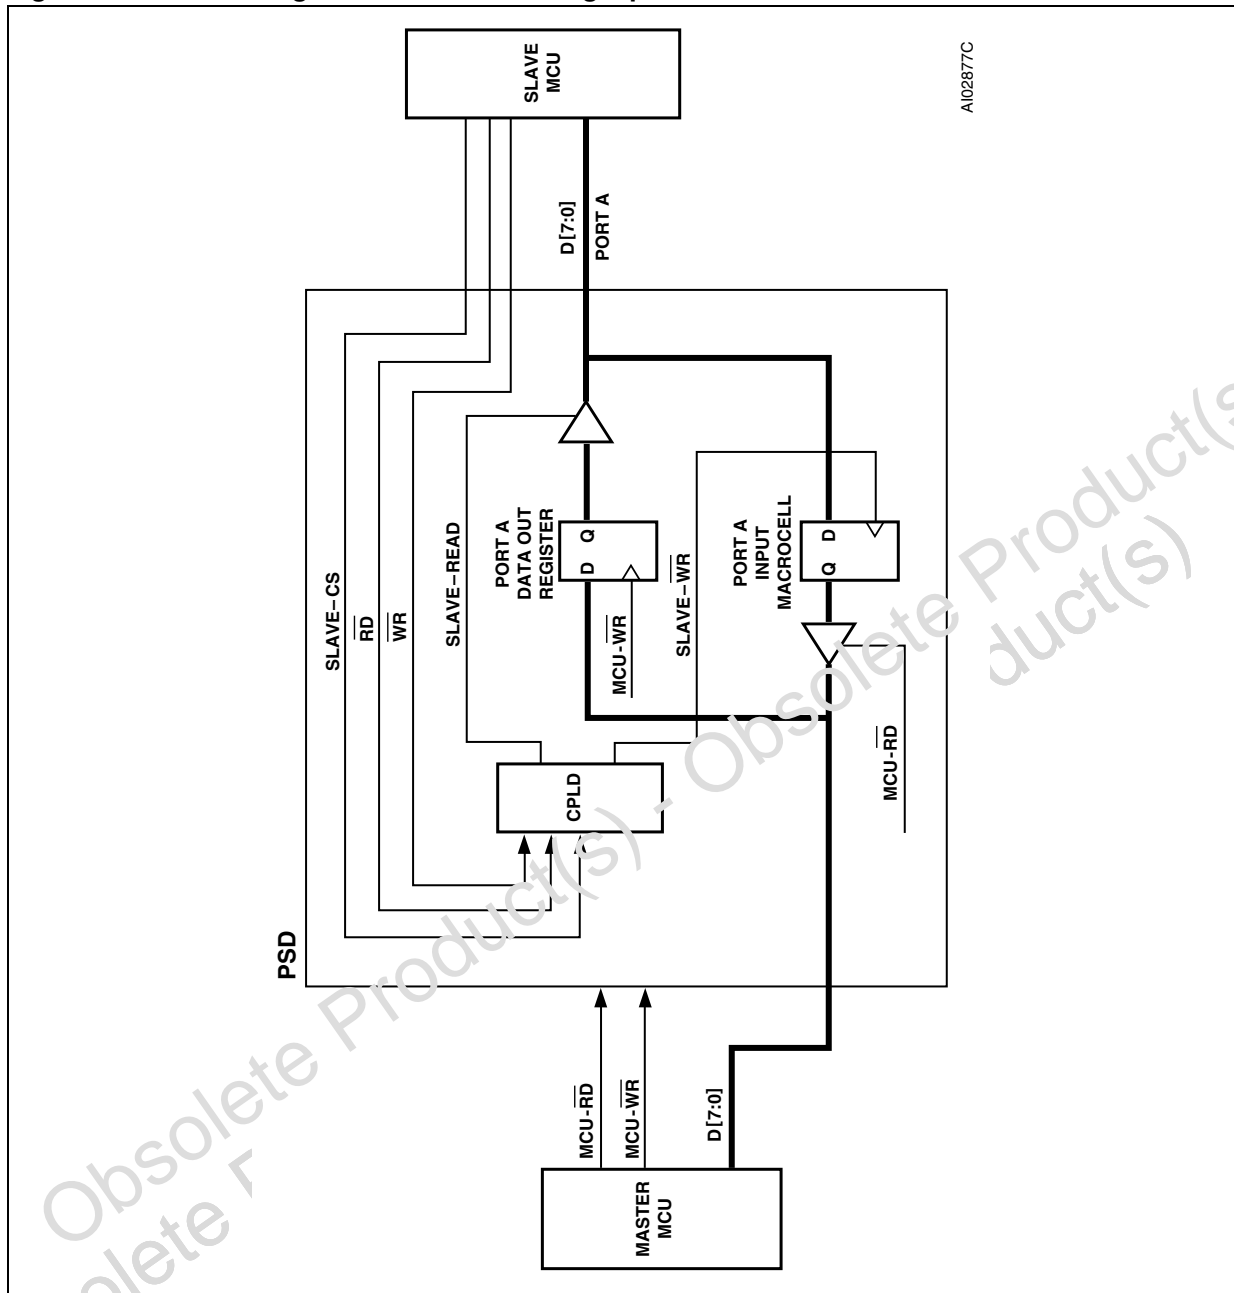 SLAVE
MCU
AI02877C
D[7:0]
PORT A
SLAVE–CS
RD
WR
SLAVE–READ
PORT A
DATA OUT
REGISTER
D Q
MCU-WR
SLAVE–WR
PORT A
INPUT
MACROCELL
Q D
MCU-RD
CPLD
PSD
MCU-RD
MCU-WR
D[7:0]
MASTER
MCU
Obsolete Product(s) - Obsolete Product(s
duct(s)
olete